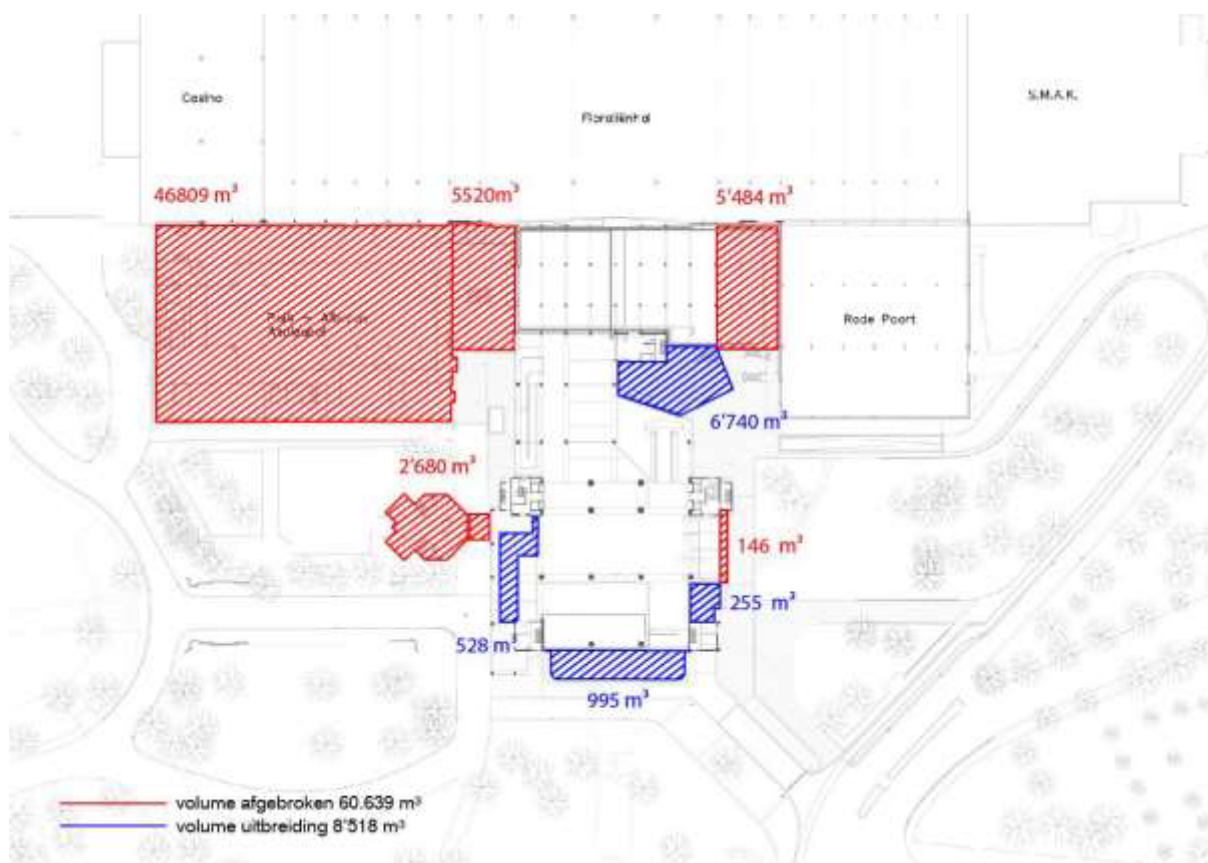 Casino
Floraliënhal
S.M.A.K.
46809 m³
5520m³
5'484 m³
Rode Poort
6'740 m³
2'680 m³
146 m³
255 m³
528 m³
995 m³
volume afgebroken 60.639 m³
volume uitbreiding 8'518 m³